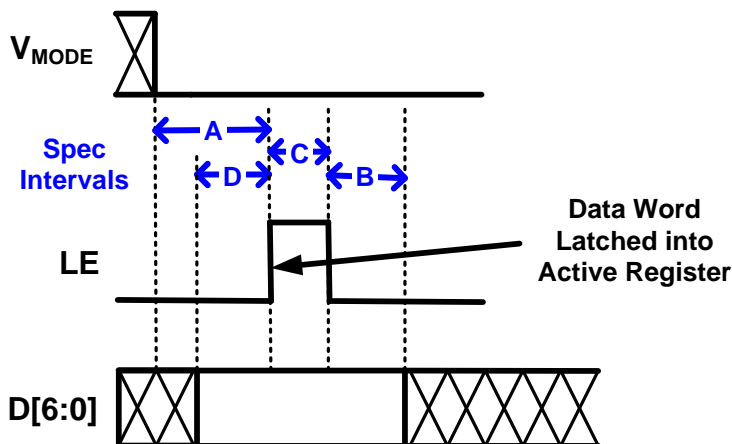 VMODE
A
C
Spec
Intervals
D
B
Data Word
Latched into
Active Register
LE
D[6:0]